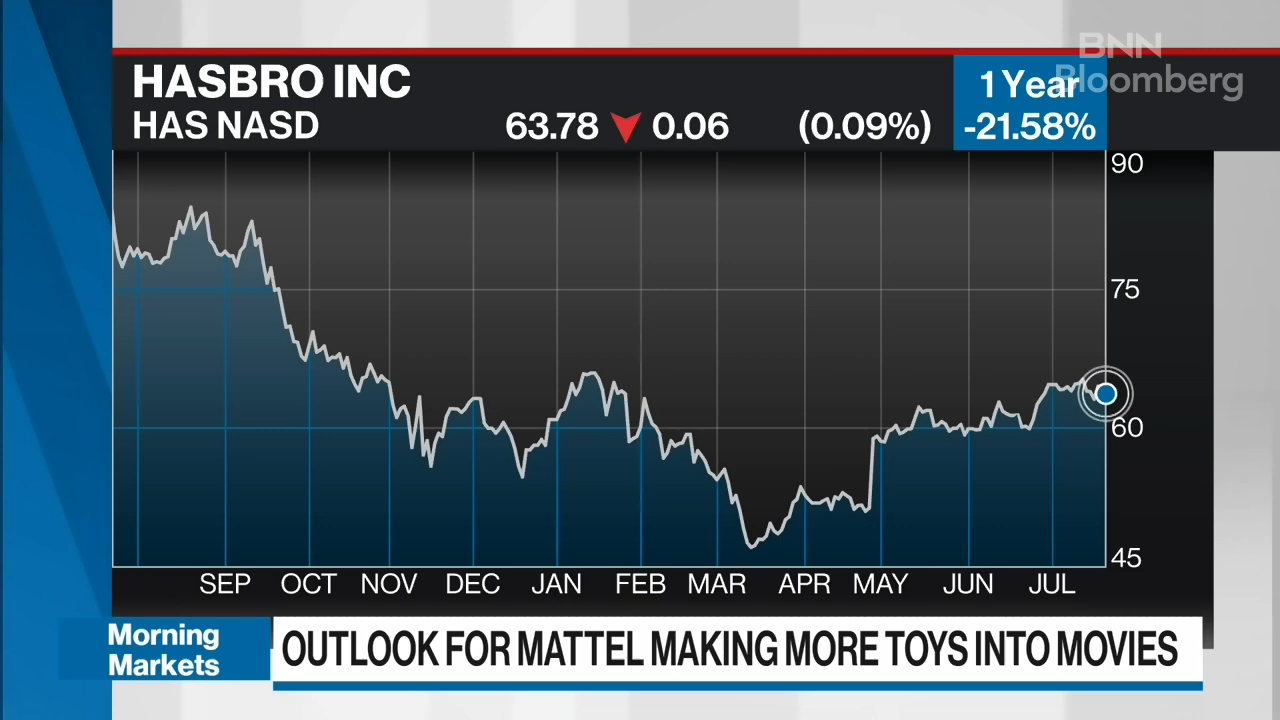 BNN
Bloomberg
HASBRO INC
HAS NASD
63.78 ▼ 0.06 (0.09%)
1 Year
-21.58%
90
75
60
45
SEP OCT NOV DEC JAN FEB MAR APR MAY JUN JUL
Morning
Markets
OUTLOOK FOR MATTEL MAKING MORE TOYS INTO MOVIES